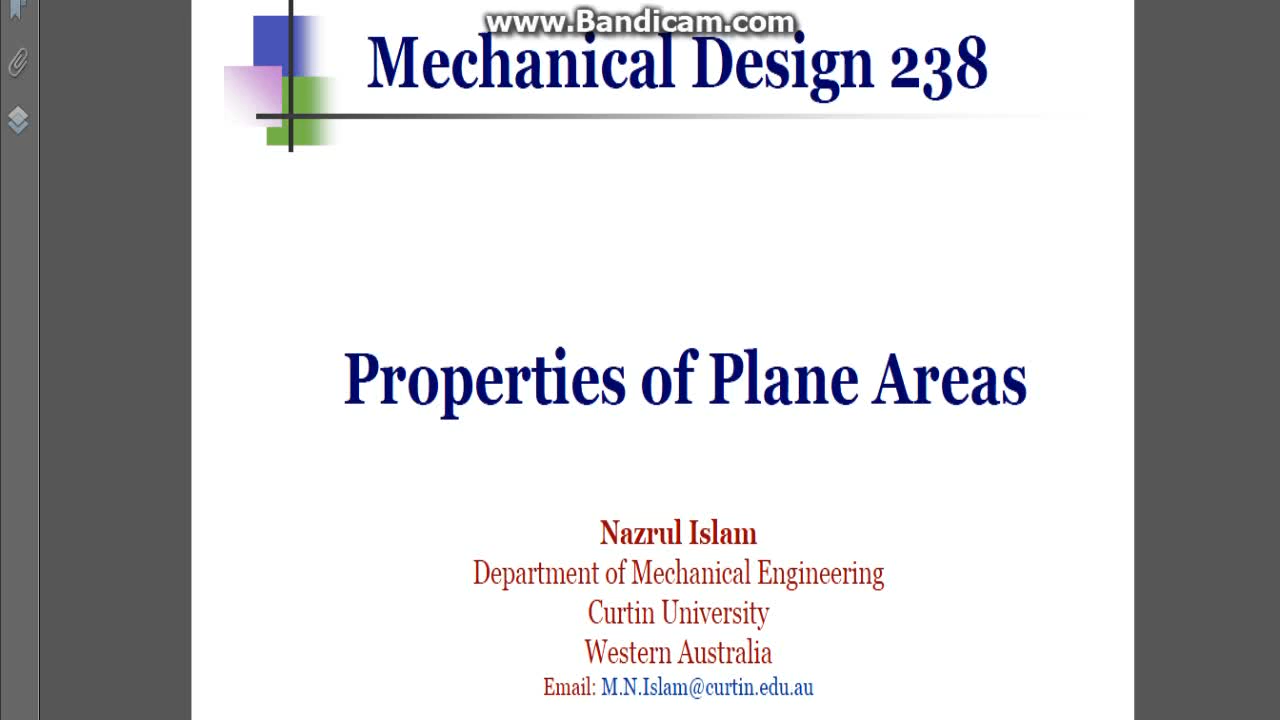 www.Bandicam.com
Mechanical Design 238
Properties of Plane Areas
Nazrul Islam
Department of Mechanical Engineering
Curtin University
Western Australia
Email: M.N.Islam@curtin.edu.au